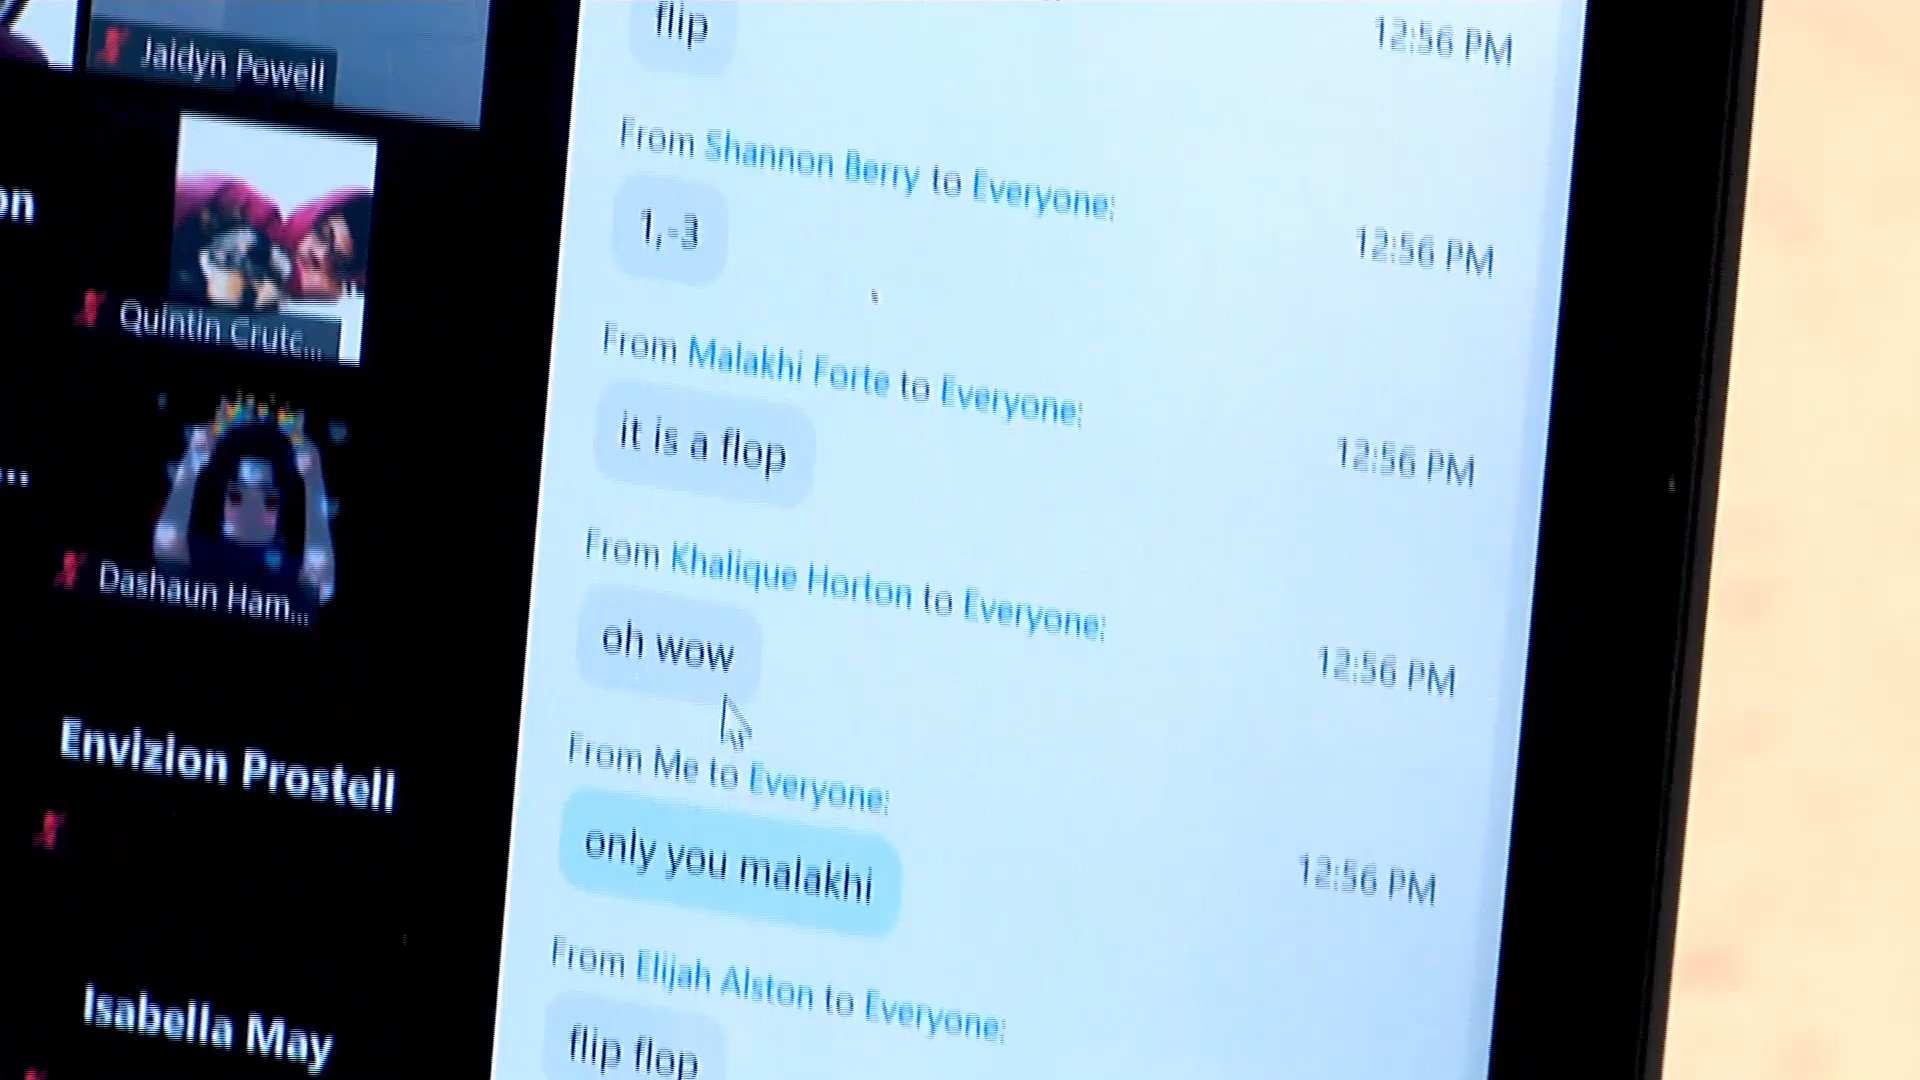 Jaidyn Powell
on
Quintin Crutc...
...
Dashaun Ham...
Envizion Prostell
Isabella May
flip
12:56 PM
From Shannon Berry to Everyone:
1,-3
12:56 PM
From Malakhi Forte to Everyone:
it is a flop
12:56 PM
From Khalique Horton to Everyone:
oh wow
12:56 PM
From Me to Everyone:
only you malakhi
12:56 PM
From Elijah Alston to Everyone:
flip flop